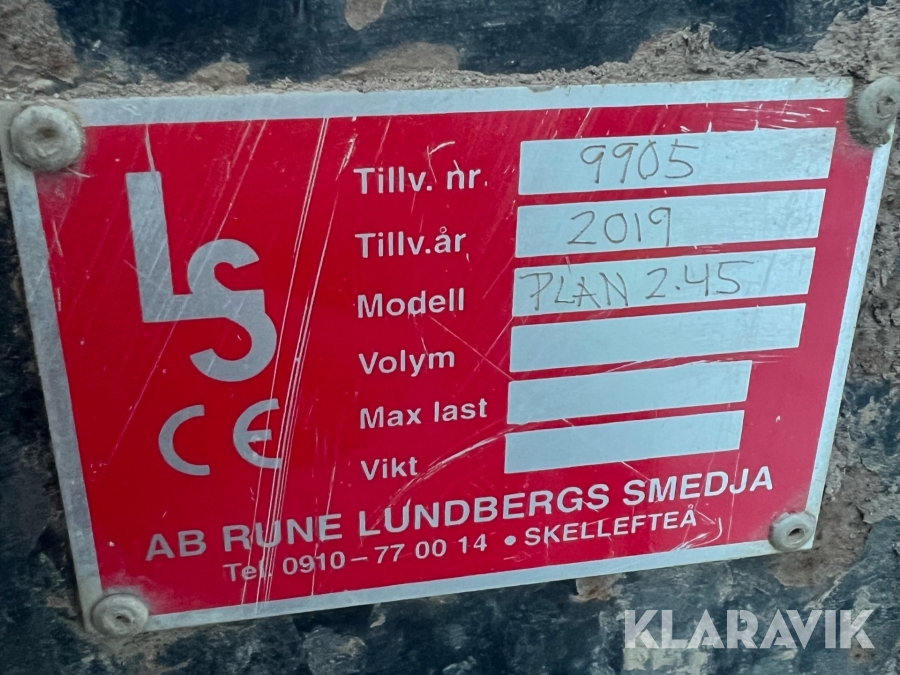 LS
CE
Tillv. nr 9905
Tillv.år 2019
Modell PLAN 2.45
Volym
Max last
Vikt
AB RUNE LUNDBERGS SMEDJA
Tel. 0910-77 00 14 • SKELLEFTEÅ
KLARAVIK